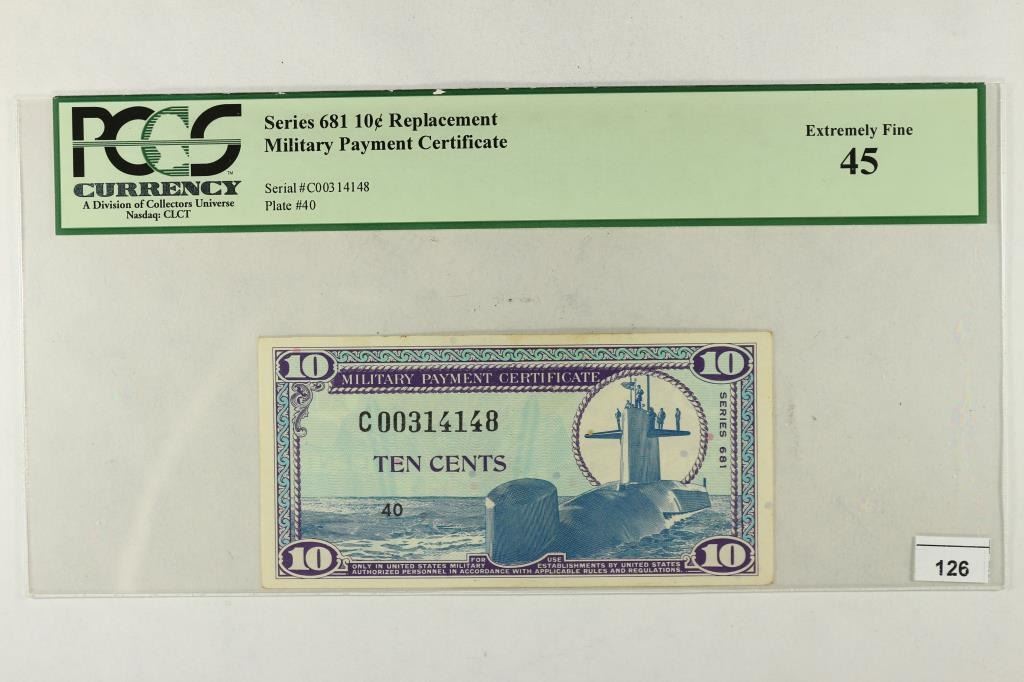 PCGS
CURRENCY
A Division of Collectors Universe
Nasdaq: CLCT
™
Series 681 10¢ Replacement
Military Payment Certificate
Serial #C00314148
Plate #40
Extremely Fine
45
10
10
MILITARY PAYMENT CERTIFICATE
C00314148
SERIES 681
TEN CENTS
40
10
10
FOR USE
ONLY IN UNITED STATES MILITARY ESTABLISHMENTS BY UNITED STATES
AUTHORIZED PERSONNEL IN ACCORDANCE WITH APPLICABLE RULES AND REGULATIONS.
126